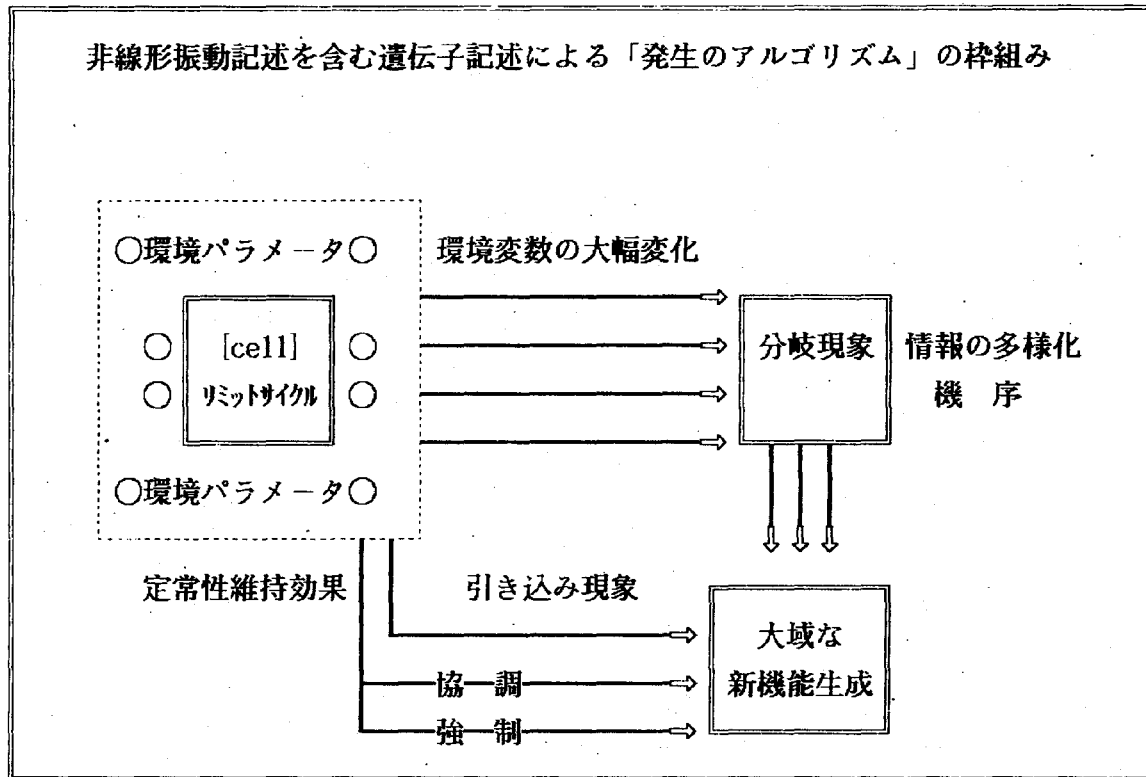 非線形振動記述を含む遺伝子記述による「発生のアルゴリズム」の枠組み
○環境パラメータ○
環境変数の大幅変化
○ [cell] ○
○ リミットサイクル ○
分岐現象
情報の多様化
機 序
○環境パラメータ○
定常性維持効果
引き込み現象
大域な
新機能生成
協 調
強 制